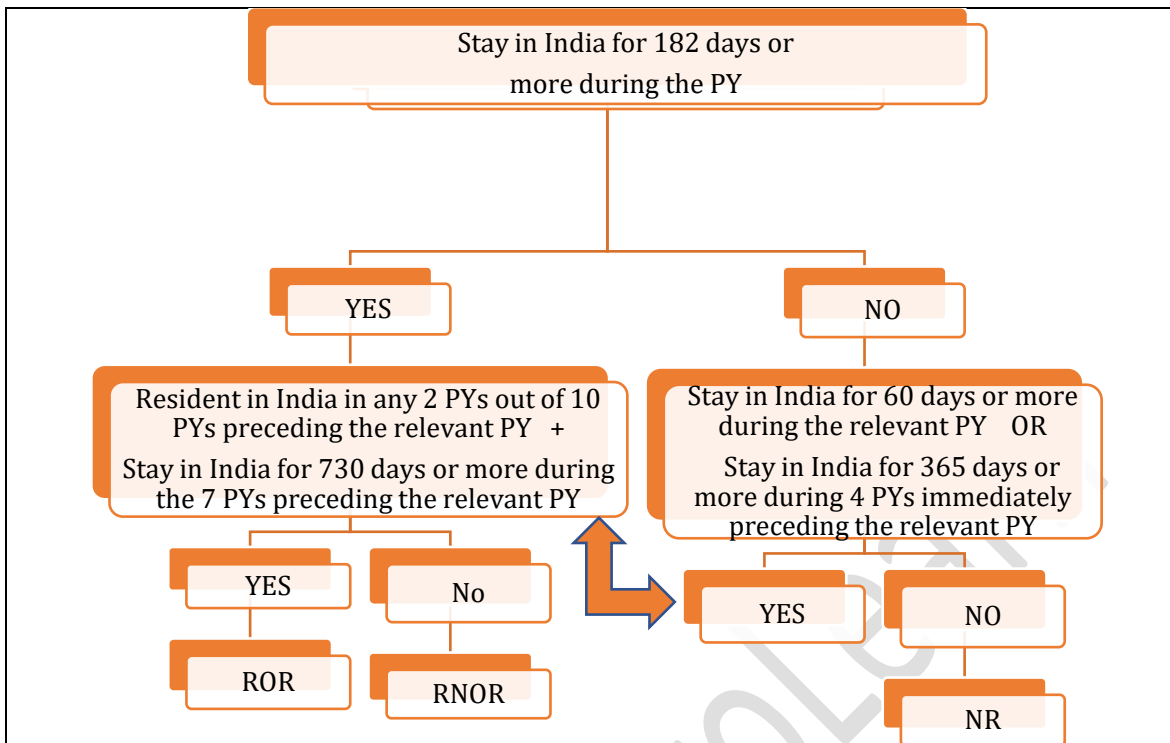 Stay in India for 182 days or
more during the PY
YES
NO
Resident in India in any 2 PYs out of 10
PYs preceding the relevant PY +
Stay in India for 730 days or more during
the 7 PYs preceding the relevant PY
Stay in India for 60 days or more
during the relevant PY OR
Stay in India for 365 days or
more during 4 PYs immediately
preceding the relevant PY
YES
No
YES
NO
ROR
RNOR
NR